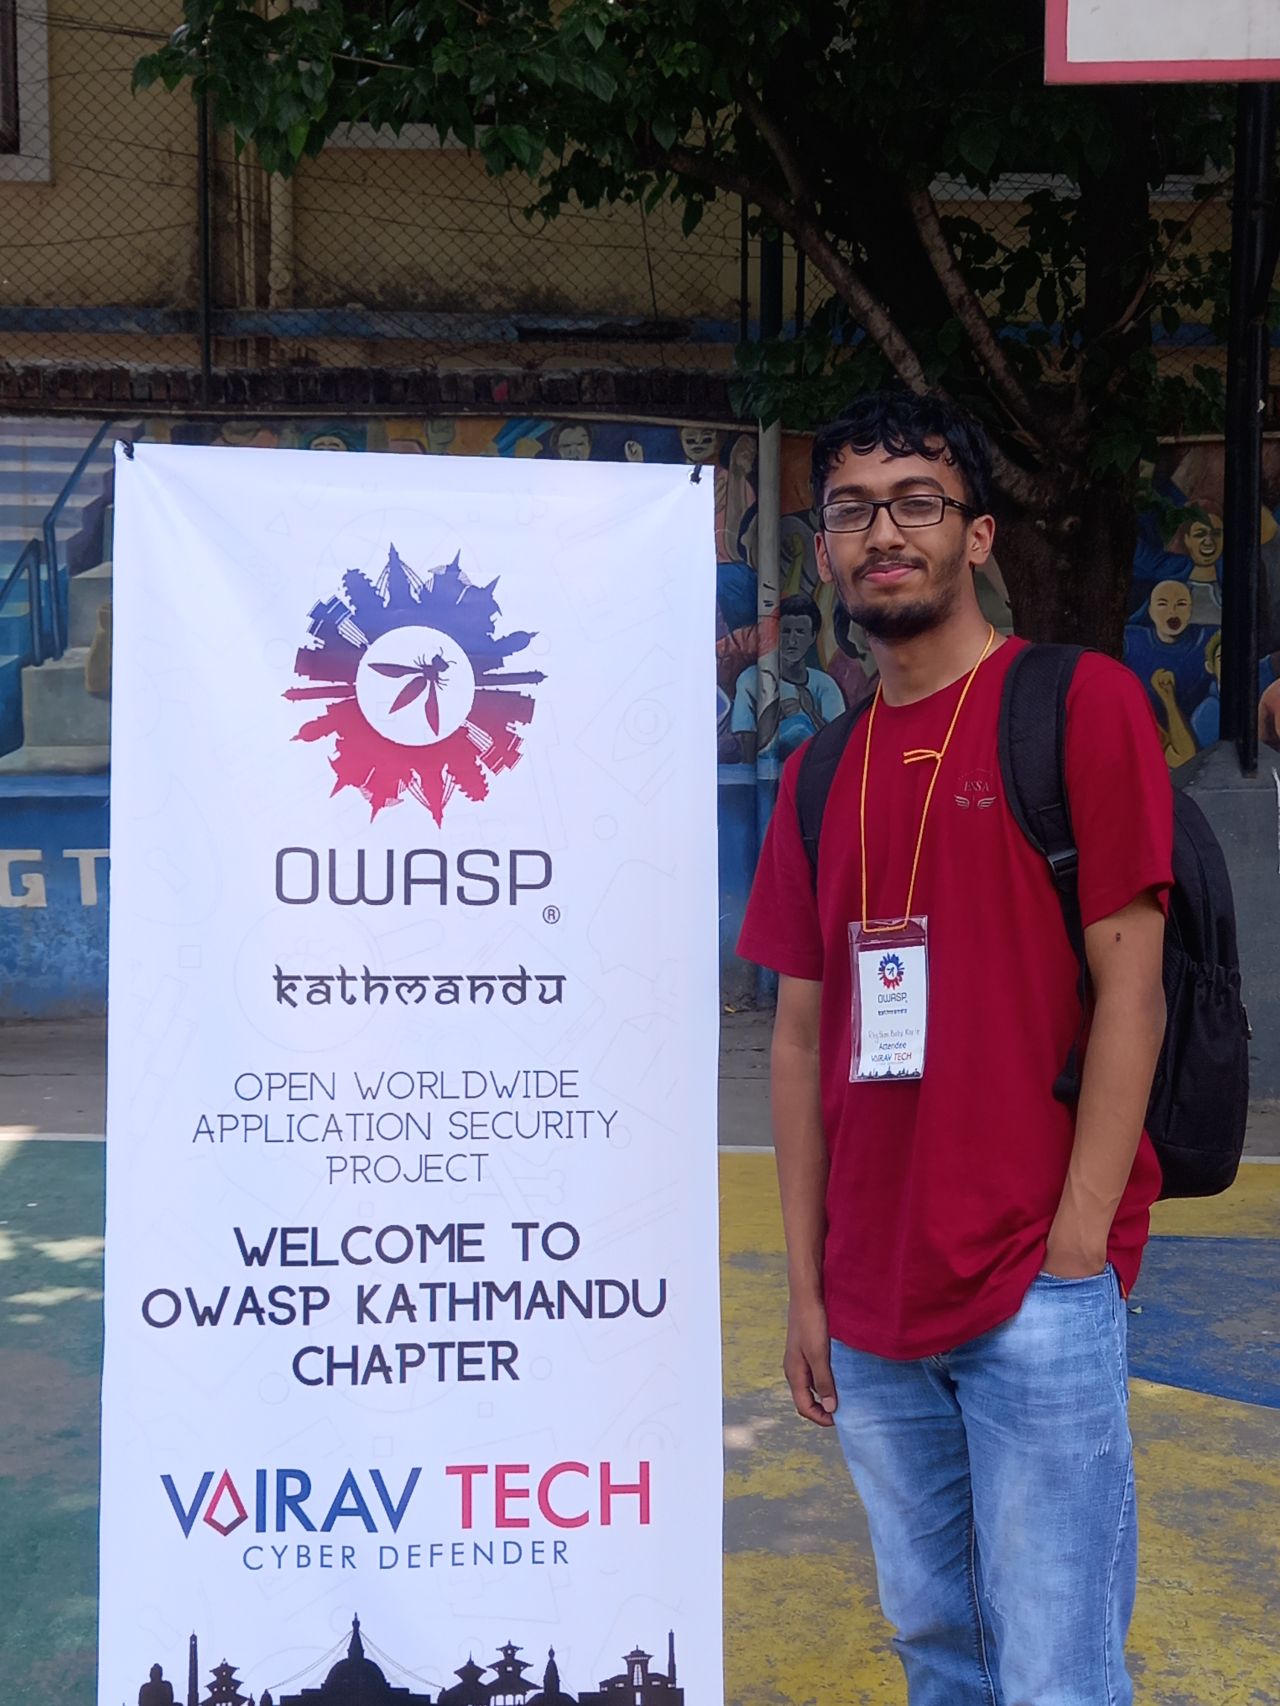 OWASP
®
kathmandu
OPEN WORLDWIDE
APPLICATION SECURITY
PROJECT
WELCOME TO
OWASP KATHMANDU
CHAPTER
VAIRAV TECH
CYBER DEFENDER
GT
ESSA
OWASP
kathmandu
Attendee
VAIRAV TECH